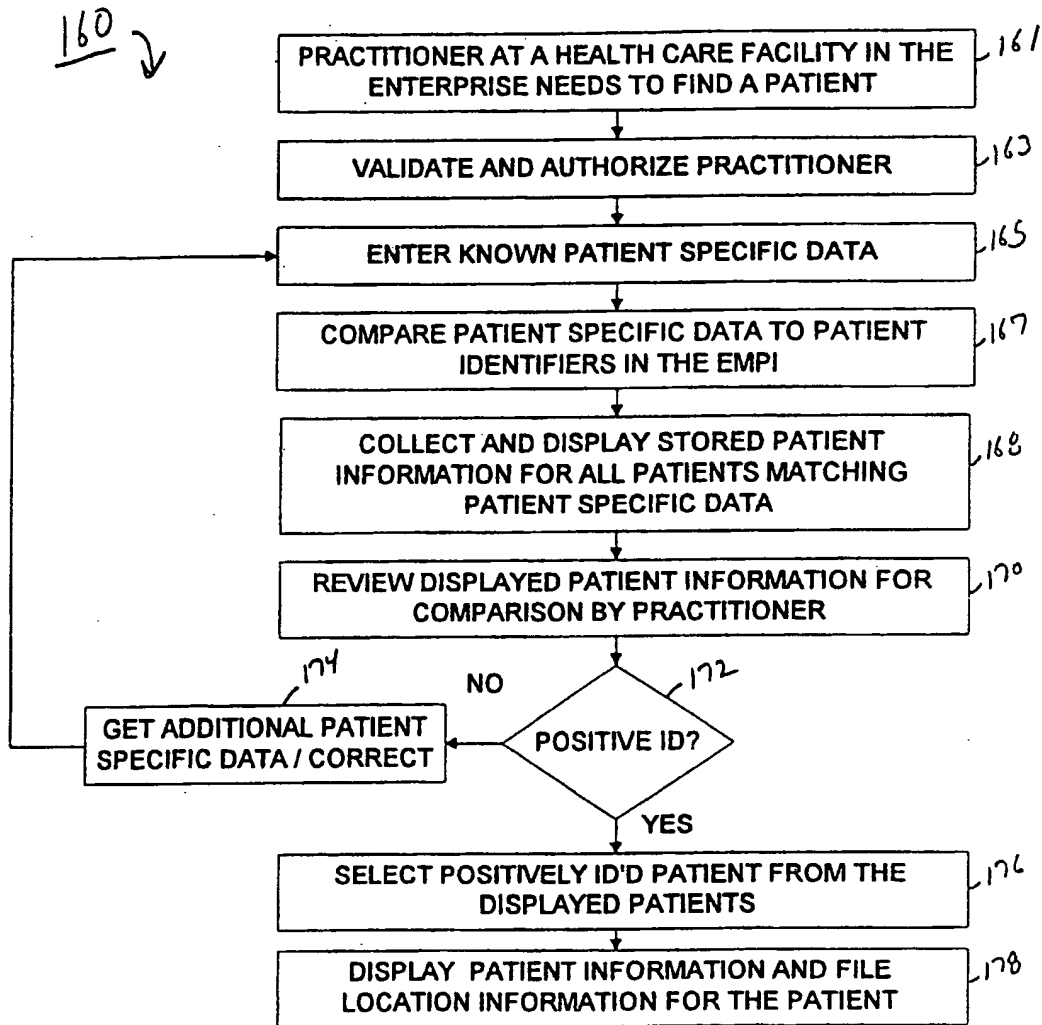 160
PRACTITIONER AT A HEALTH CARE FACILITY IN THE
ENTERPRISE NEEDS TO FIND A PATIENT
161
VALIDATE AND AUTHORIZE PRACTITIONER
163
ENTER KNOWN PATIENT SPECIFIC DATA
165
COMPARE PATIENT SPECIFIC DATA TO PATIENT
IDENTIFIERS IN THE EMPI
167
COLLECT AND DISPLAY STORED PATIENT
INFORMATION FOR ALL PATIENTS MATCHING
PATIENT SPECIFIC DATA
168
REVIEW DISPLAYED PATIENT INFORMATION FOR
COMPARISON BY PRACTITIONER
170
172
POSITIVE ID?
NO
174
GET ADDITIONAL PATIENT
SPECIFIC DATA / CORRECT
YES
SELECT POSITIVELY ID'D PATIENT FROM THE
DISPLAYED PATIENTS
176
DISPLAY PATIENT INFORMATION AND FILE
LOCATION INFORMATION FOR THE PATIENT
178